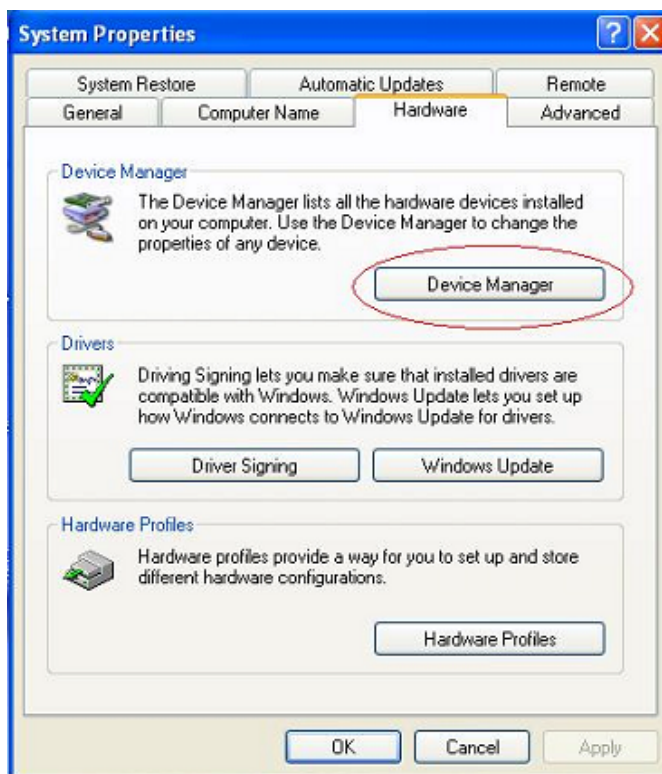 System Properties
System Restore Automatic Updates Remote
General Computer Name Hardware Advanced
Device Manager
The Device Manager lists all the hardware devices installed
on your computer. Use the Device Manager to change the
properties of any device.
Device Manager
Drivers
Driving Signing lets you make sure that installed drivers are
compatible with Windows. Windows Update lets you set up
how Windows connects to Windows Update for drivers.
Driver Signing Windows Update
Hardware Profiles
Hardware profiles provide a way for you to set up and store
different hardware configurations.
Hardware Profiles
OK Cancel Apply